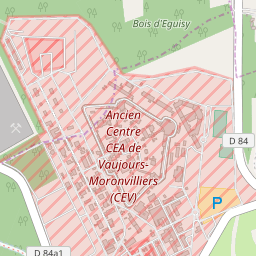 Bois d'Eguisy
Ancien
Centre
CEA de
Vaujours-
Moronvilliers
(CEV)
D 84
P
D 84a1